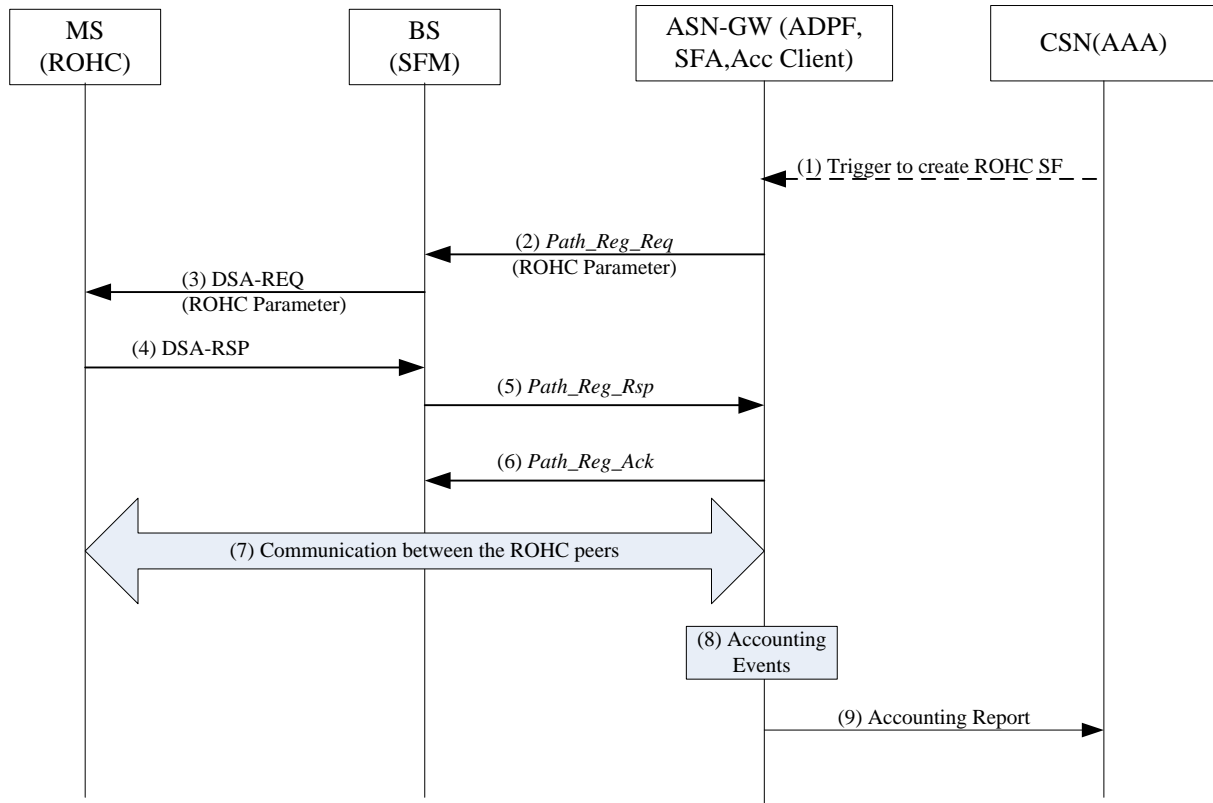 MS
(ROHC)
BS
(SFM)
ASN-GW (ADPF,
SFA,Acc Client)
CSN(AAA)
(1) Trigger to create ROHC SF
(2) Path_Reg_Req
(ROHC Parameter)
(3) DSA-REQ
(ROHC Parameter)
(4) DSA-RSP
(5) Path_Reg_Rsp
(6) Path_Reg_Ack
(7) Communication between the ROHC peers
(8) Accounting
Events
(9) Accounting Report